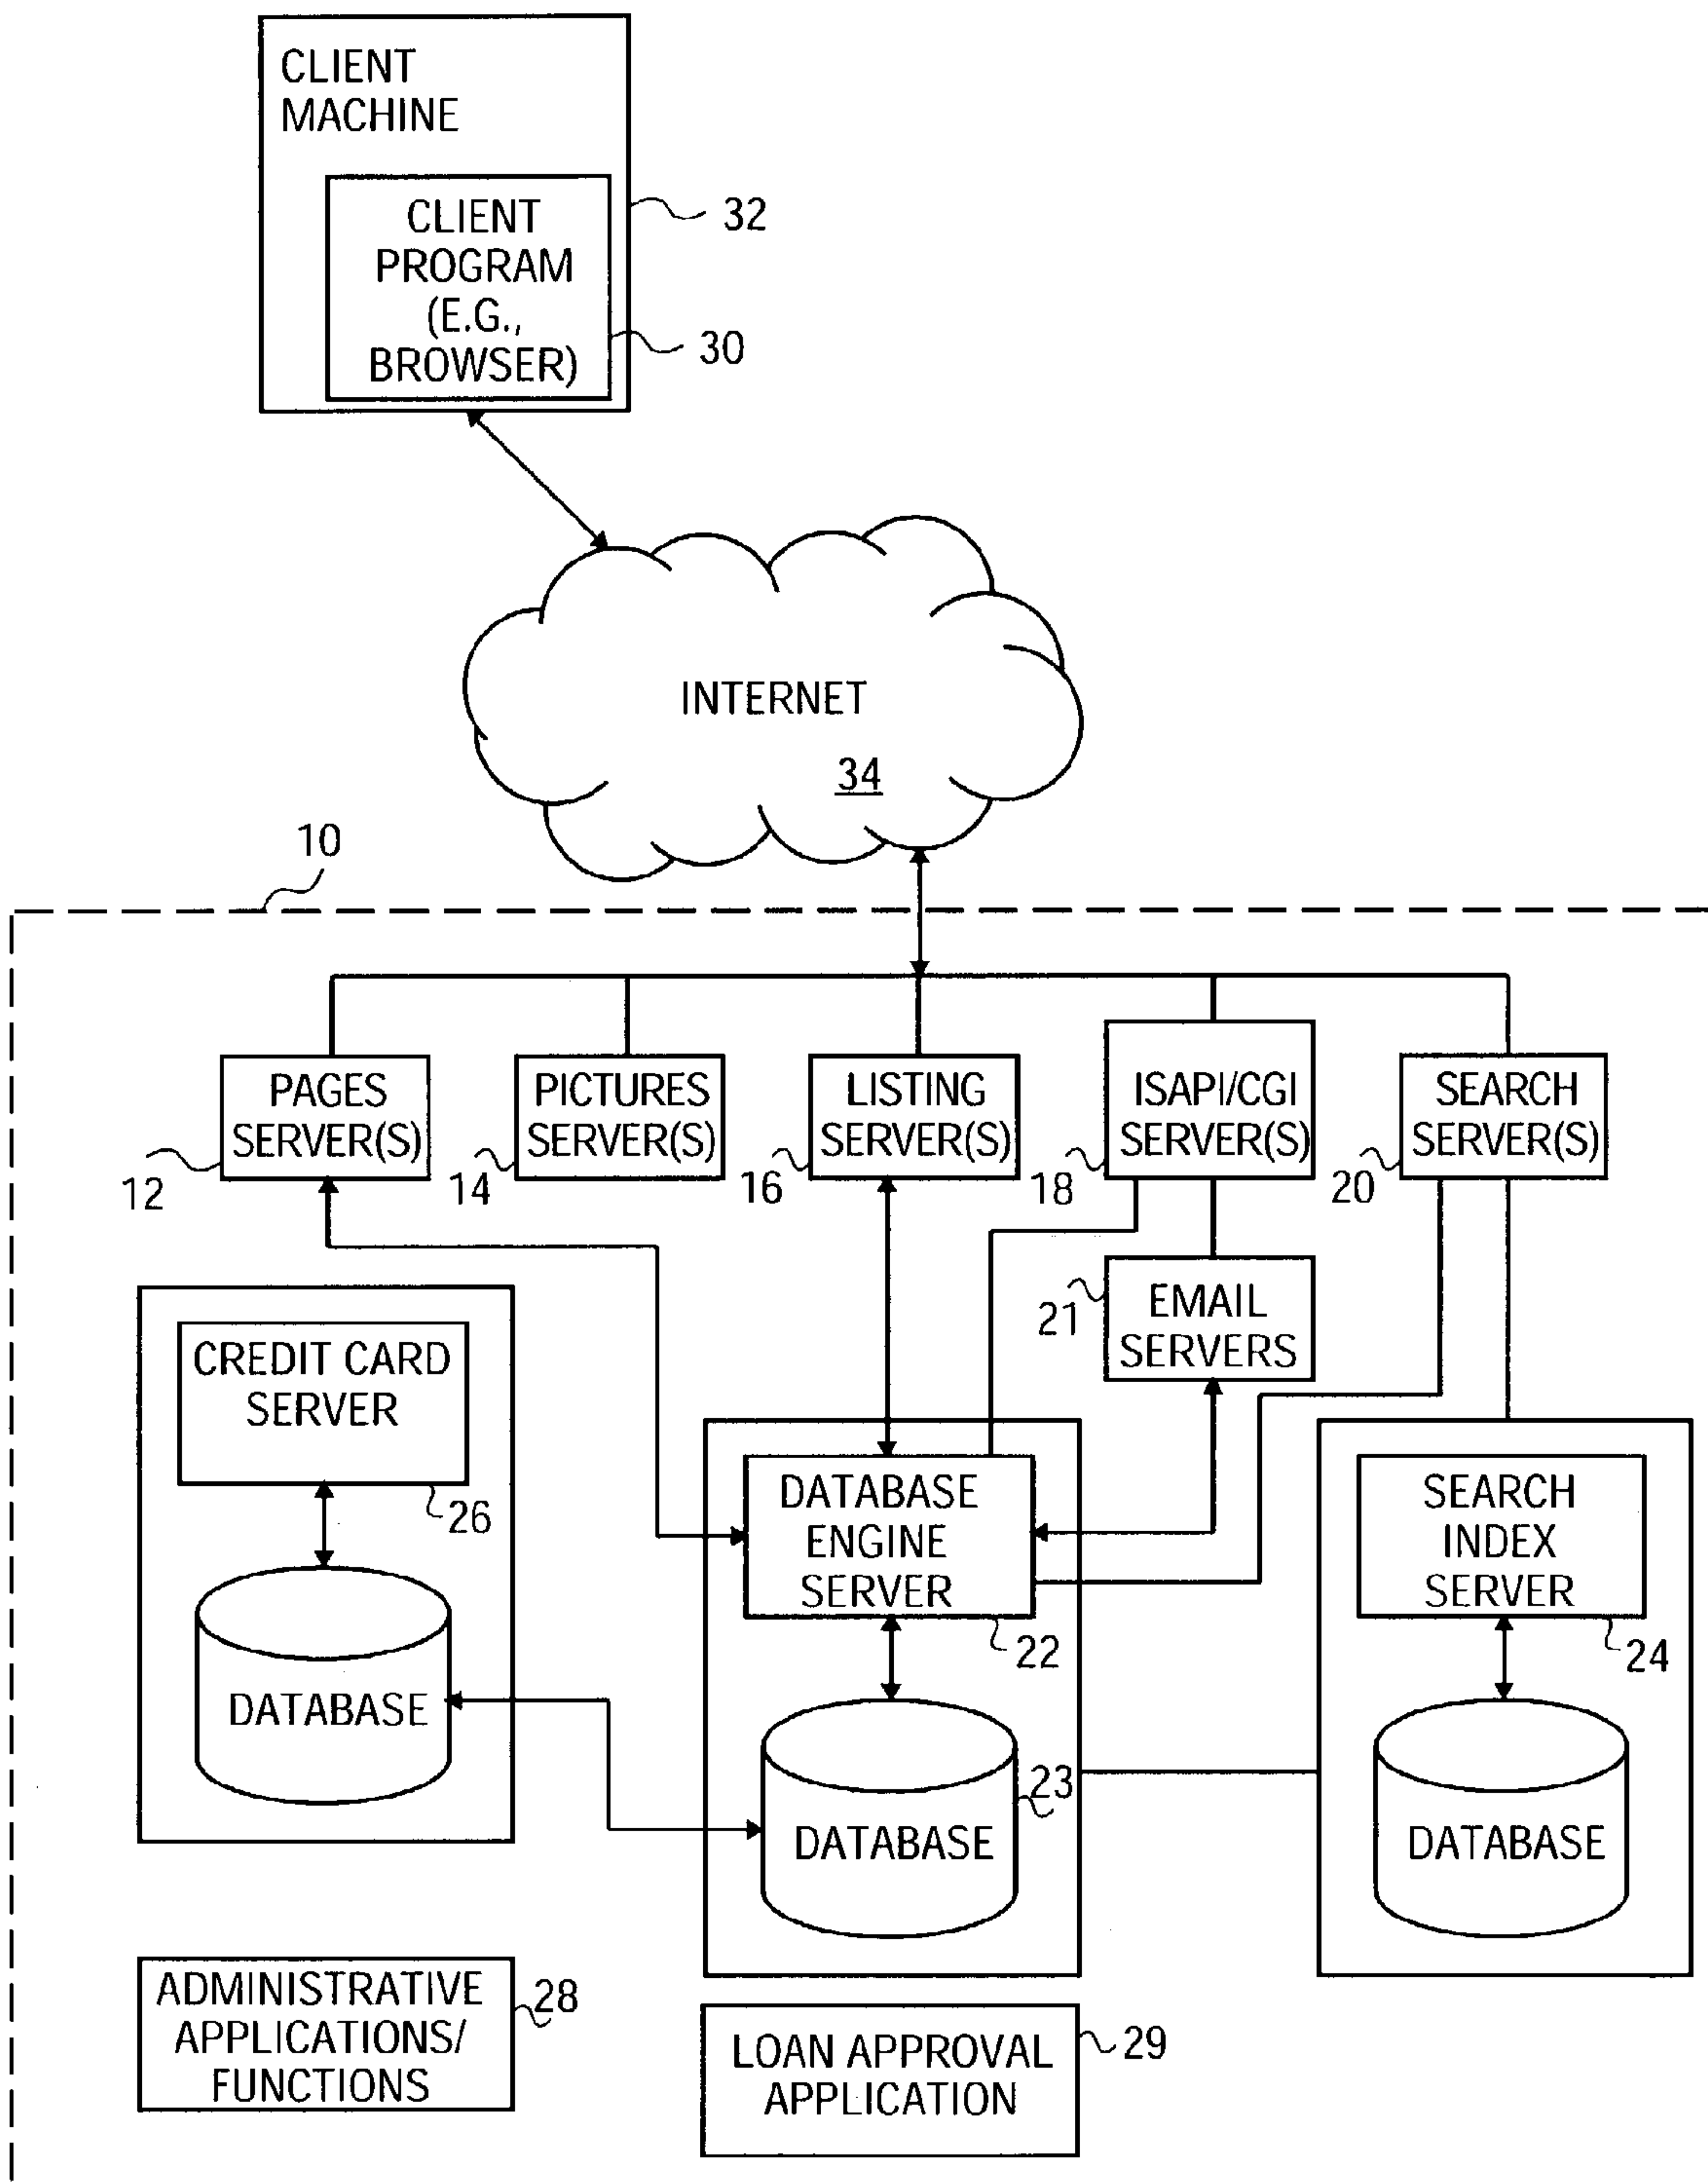 CLIENT
MACHINE
CLIENT
PROGRAM
(E.G.,
BROWSER)
32
30
INTERNET
34
10
PAGES
SERVER(S)
12
PICTURES
SERVER(S)
14
LISTING
SERVER(S)
16
ISAPI/CGI
SERVER(S)
18
SEARCH
SERVER(S)
20
EMAIL
SERVERS
21
CREDIT CARD
SERVER
26
DATABASE
DATABASE
ENGINE
SERVER
22
23
DATABASE
SEARCH
INDEX
SERVER
24
DATABASE
ADMINISTRATIVE
APPLICATIONS/
FUNCTIONS
28
LOAN APPROVAL
APPLICATION
29